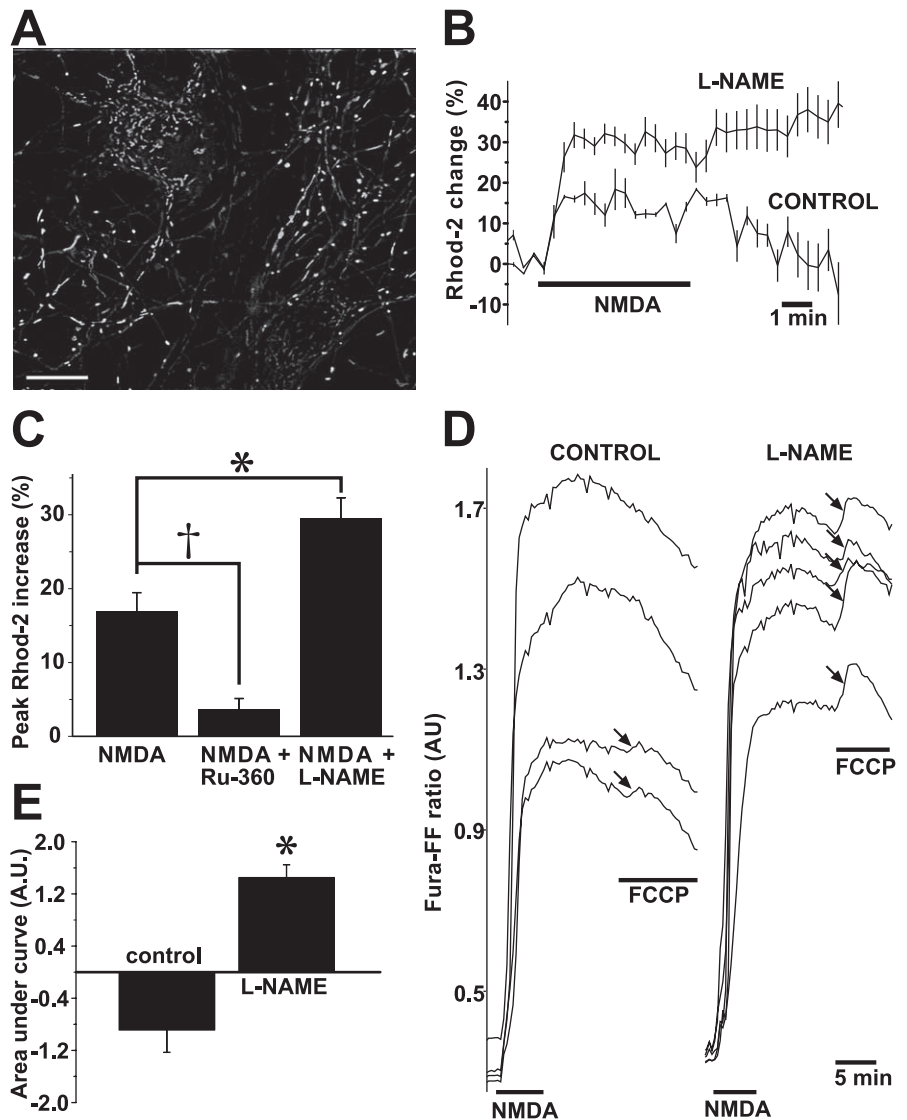 A
B
L-NAME
CONTROL
Rhod-2 change (%)
40
30
20
10
0
-10
NMDA
1 min
C
*
†
Peak Rhod-2 increase (%)
30
20
10
0
NMDA
NMDA +
Ru-360
NMDA +
L-NAME
D
CONTROL
L-NAME
Fura-FF ratio (AU)
1.7
1.3
0.9
0.5
FCCP
FCCP
NMDA
NMDA
5 min
E
Area under curve (A.U.)
2.0
1.2
0.4
-0.4
-1.2
-2.0
control
*
L-NAME